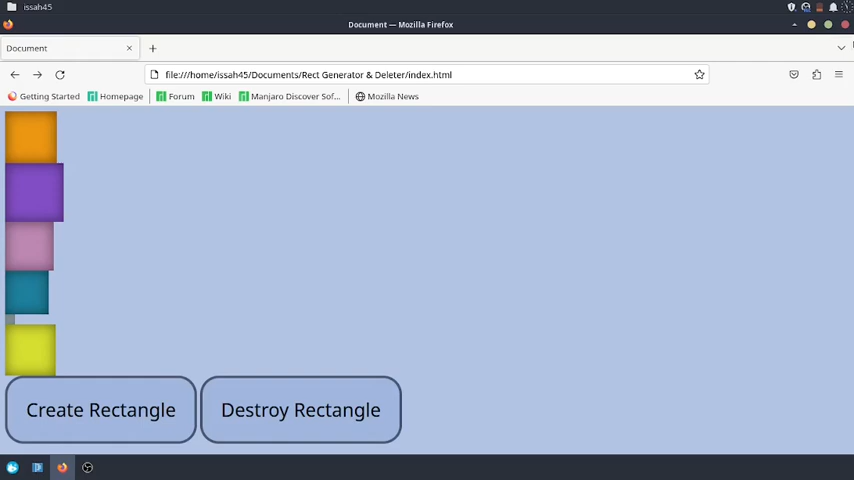 issah45
Document — Mozilla Firefox
Document
file:///home/issah45/Documents/Rect Generator & Deleter/index.html
Getting Started Homepage Forum Wiki Manjaro Discover Sof... Mozilla News
Create Rectangle Destroy Rectangle